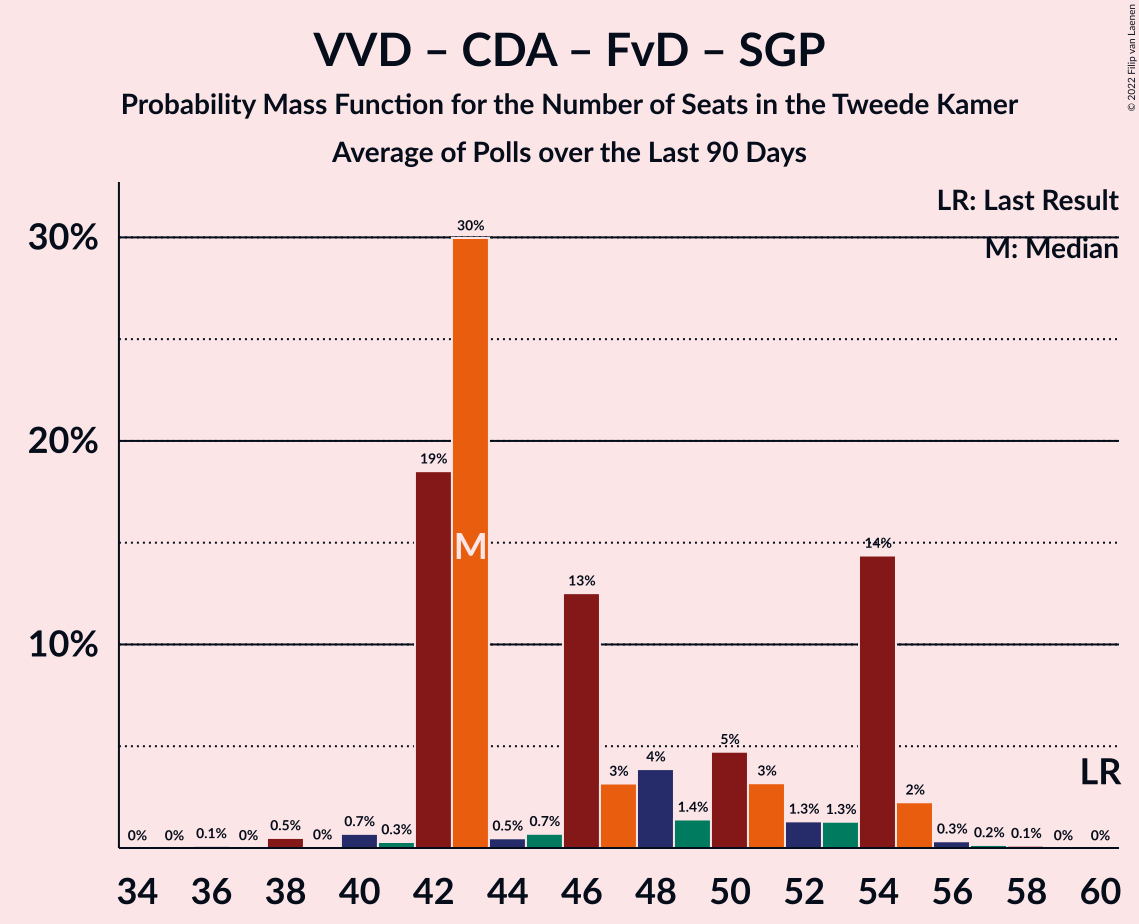 VVD – CDA – FvD – SGP
Probability Mass Function for the Number of Seats in the Tweede Kamer
Average of Polls over the Last 90 Days
© 2022 Filip van Laenen
LR: Last Result
M: Median
30%
20%
10%
0% 0% 0.1% 0% 0.5% 0% 0.7% 0.3% 19% 30% 0.5% 0.7% 13% 3% 4% 1.4% 5% 3% 1.3% 1.3% 14% 2% 0.3% 0.2% 0.1% 0% 0%
M
LR
34 36 38 40 42 44 46 48 50 52 54 56 58 60